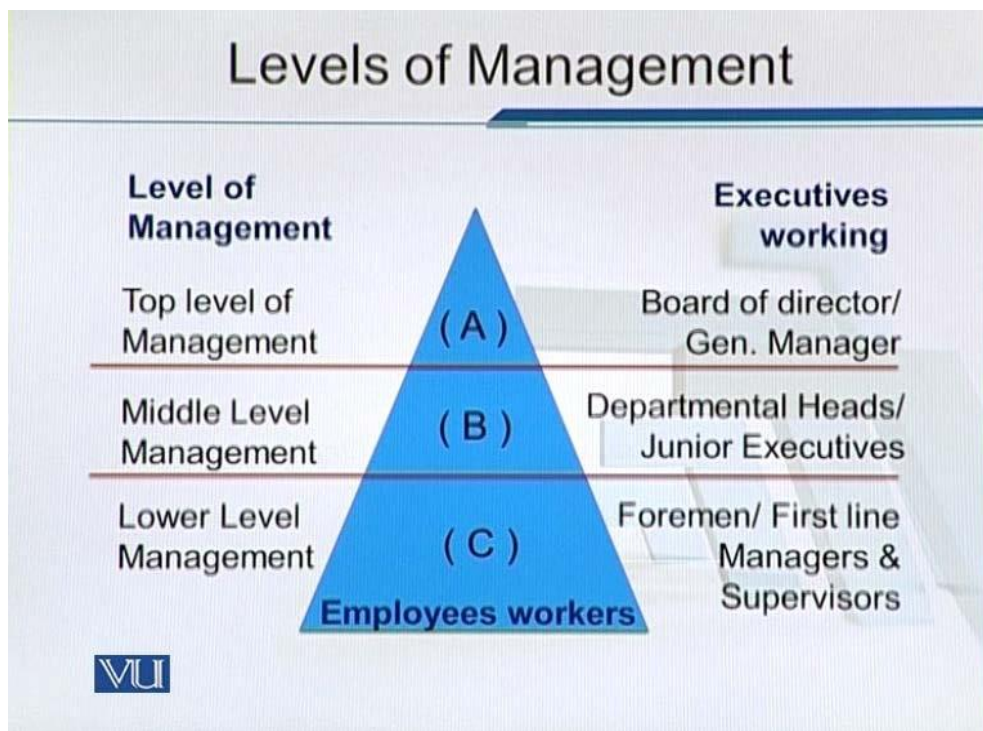 Levels of Management
Level of
Management
Executives
working
Top level of
Management
(A)
Board of director/
Gen. Manager
Middle Level
Management
(B)
Departmental Heads/
Junior Executives
Lower Level
Management
(C)
Foremen/ First line
Managers &
Supervisors
Employees workers
VU